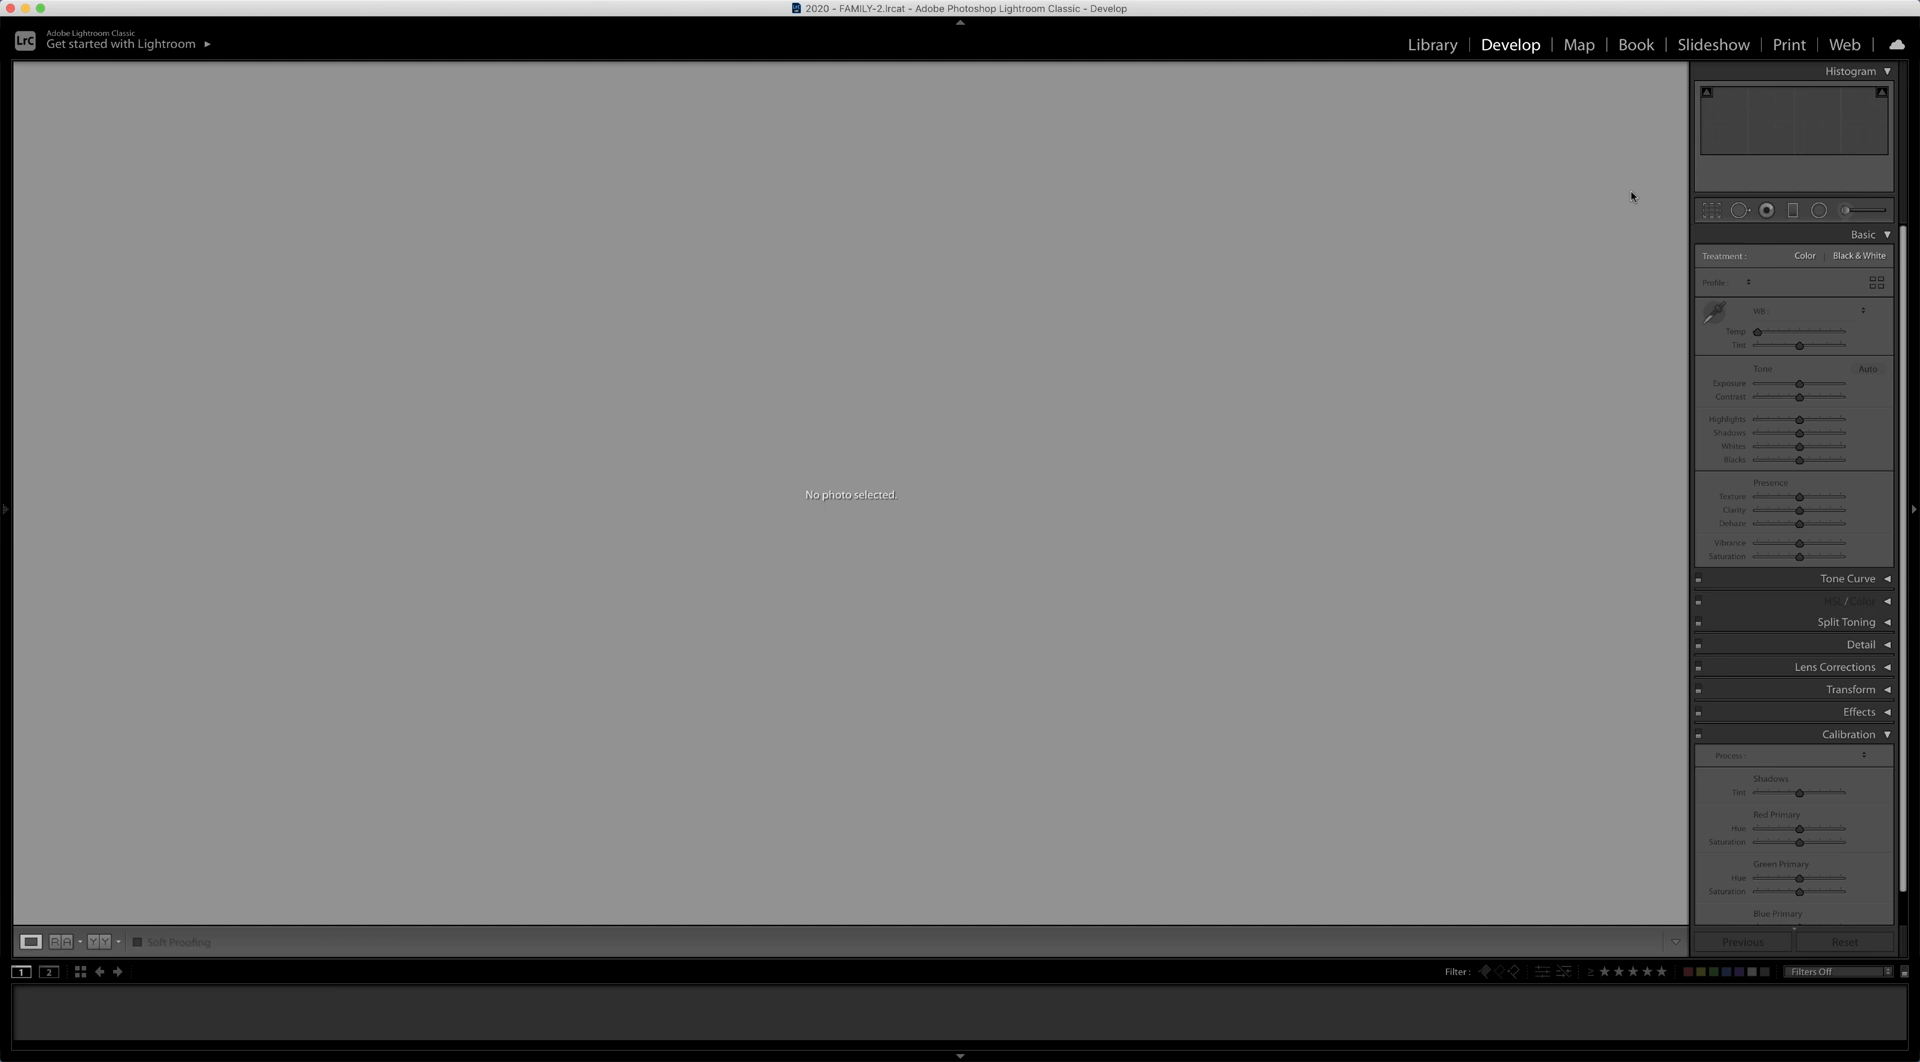 2020 - FAMILY-2.lrcat - Adobe Photoshop Lightroom Classic - Develop
LrC
Adobe Lightroom Classic
Get started with Lightroom
Library | Develop | Map | Book | Slideshow | Print | Web
Histogram
Basic
Treatment : Color | Black & White
Profile :
WB :
Temp
Tint
Tone Auto
Exposure
Contrast
Highlights
Shadows
Whites
Blacks
Presence
Texture
Clarity
Dehaze
Vibrance
Saturation
No photo selected.
Tone Curve
HSL / Color
Split Toning
Detail
Lens Corrections
Transform
Effects
Calibration
Process :
Shadows
Tint
Red Primary
Hue
Saturation
Green Primary
Hue
Saturation
Blue Primary
RA YY Soft Proofing
Previous Reset
1 2 Filter : ≥ ★★★★★ Filters Off